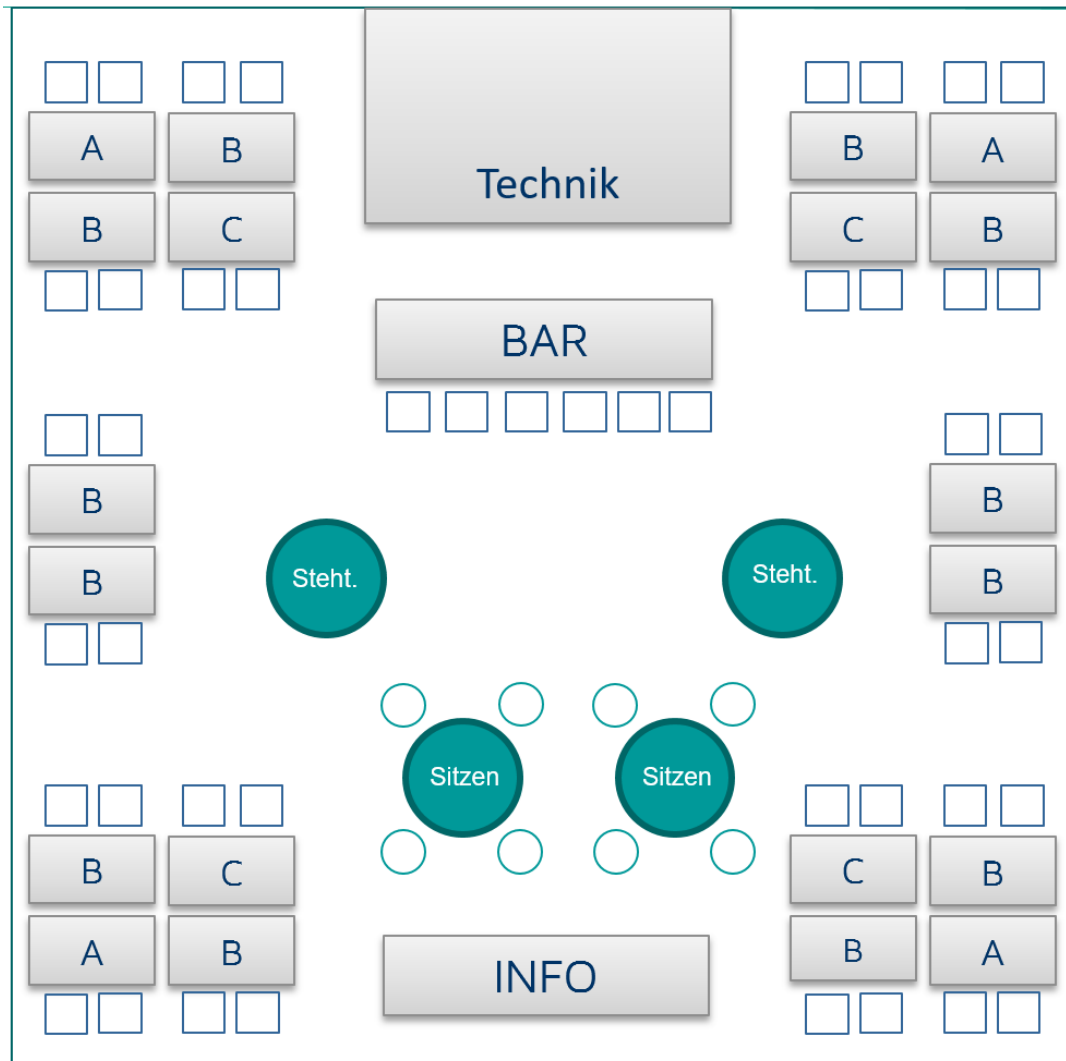 A B B A
Technik
B C C B
BAR
B B
B B
Steht. Steht.
Sitzen Sitzen
B C C B
A B B A
INFO